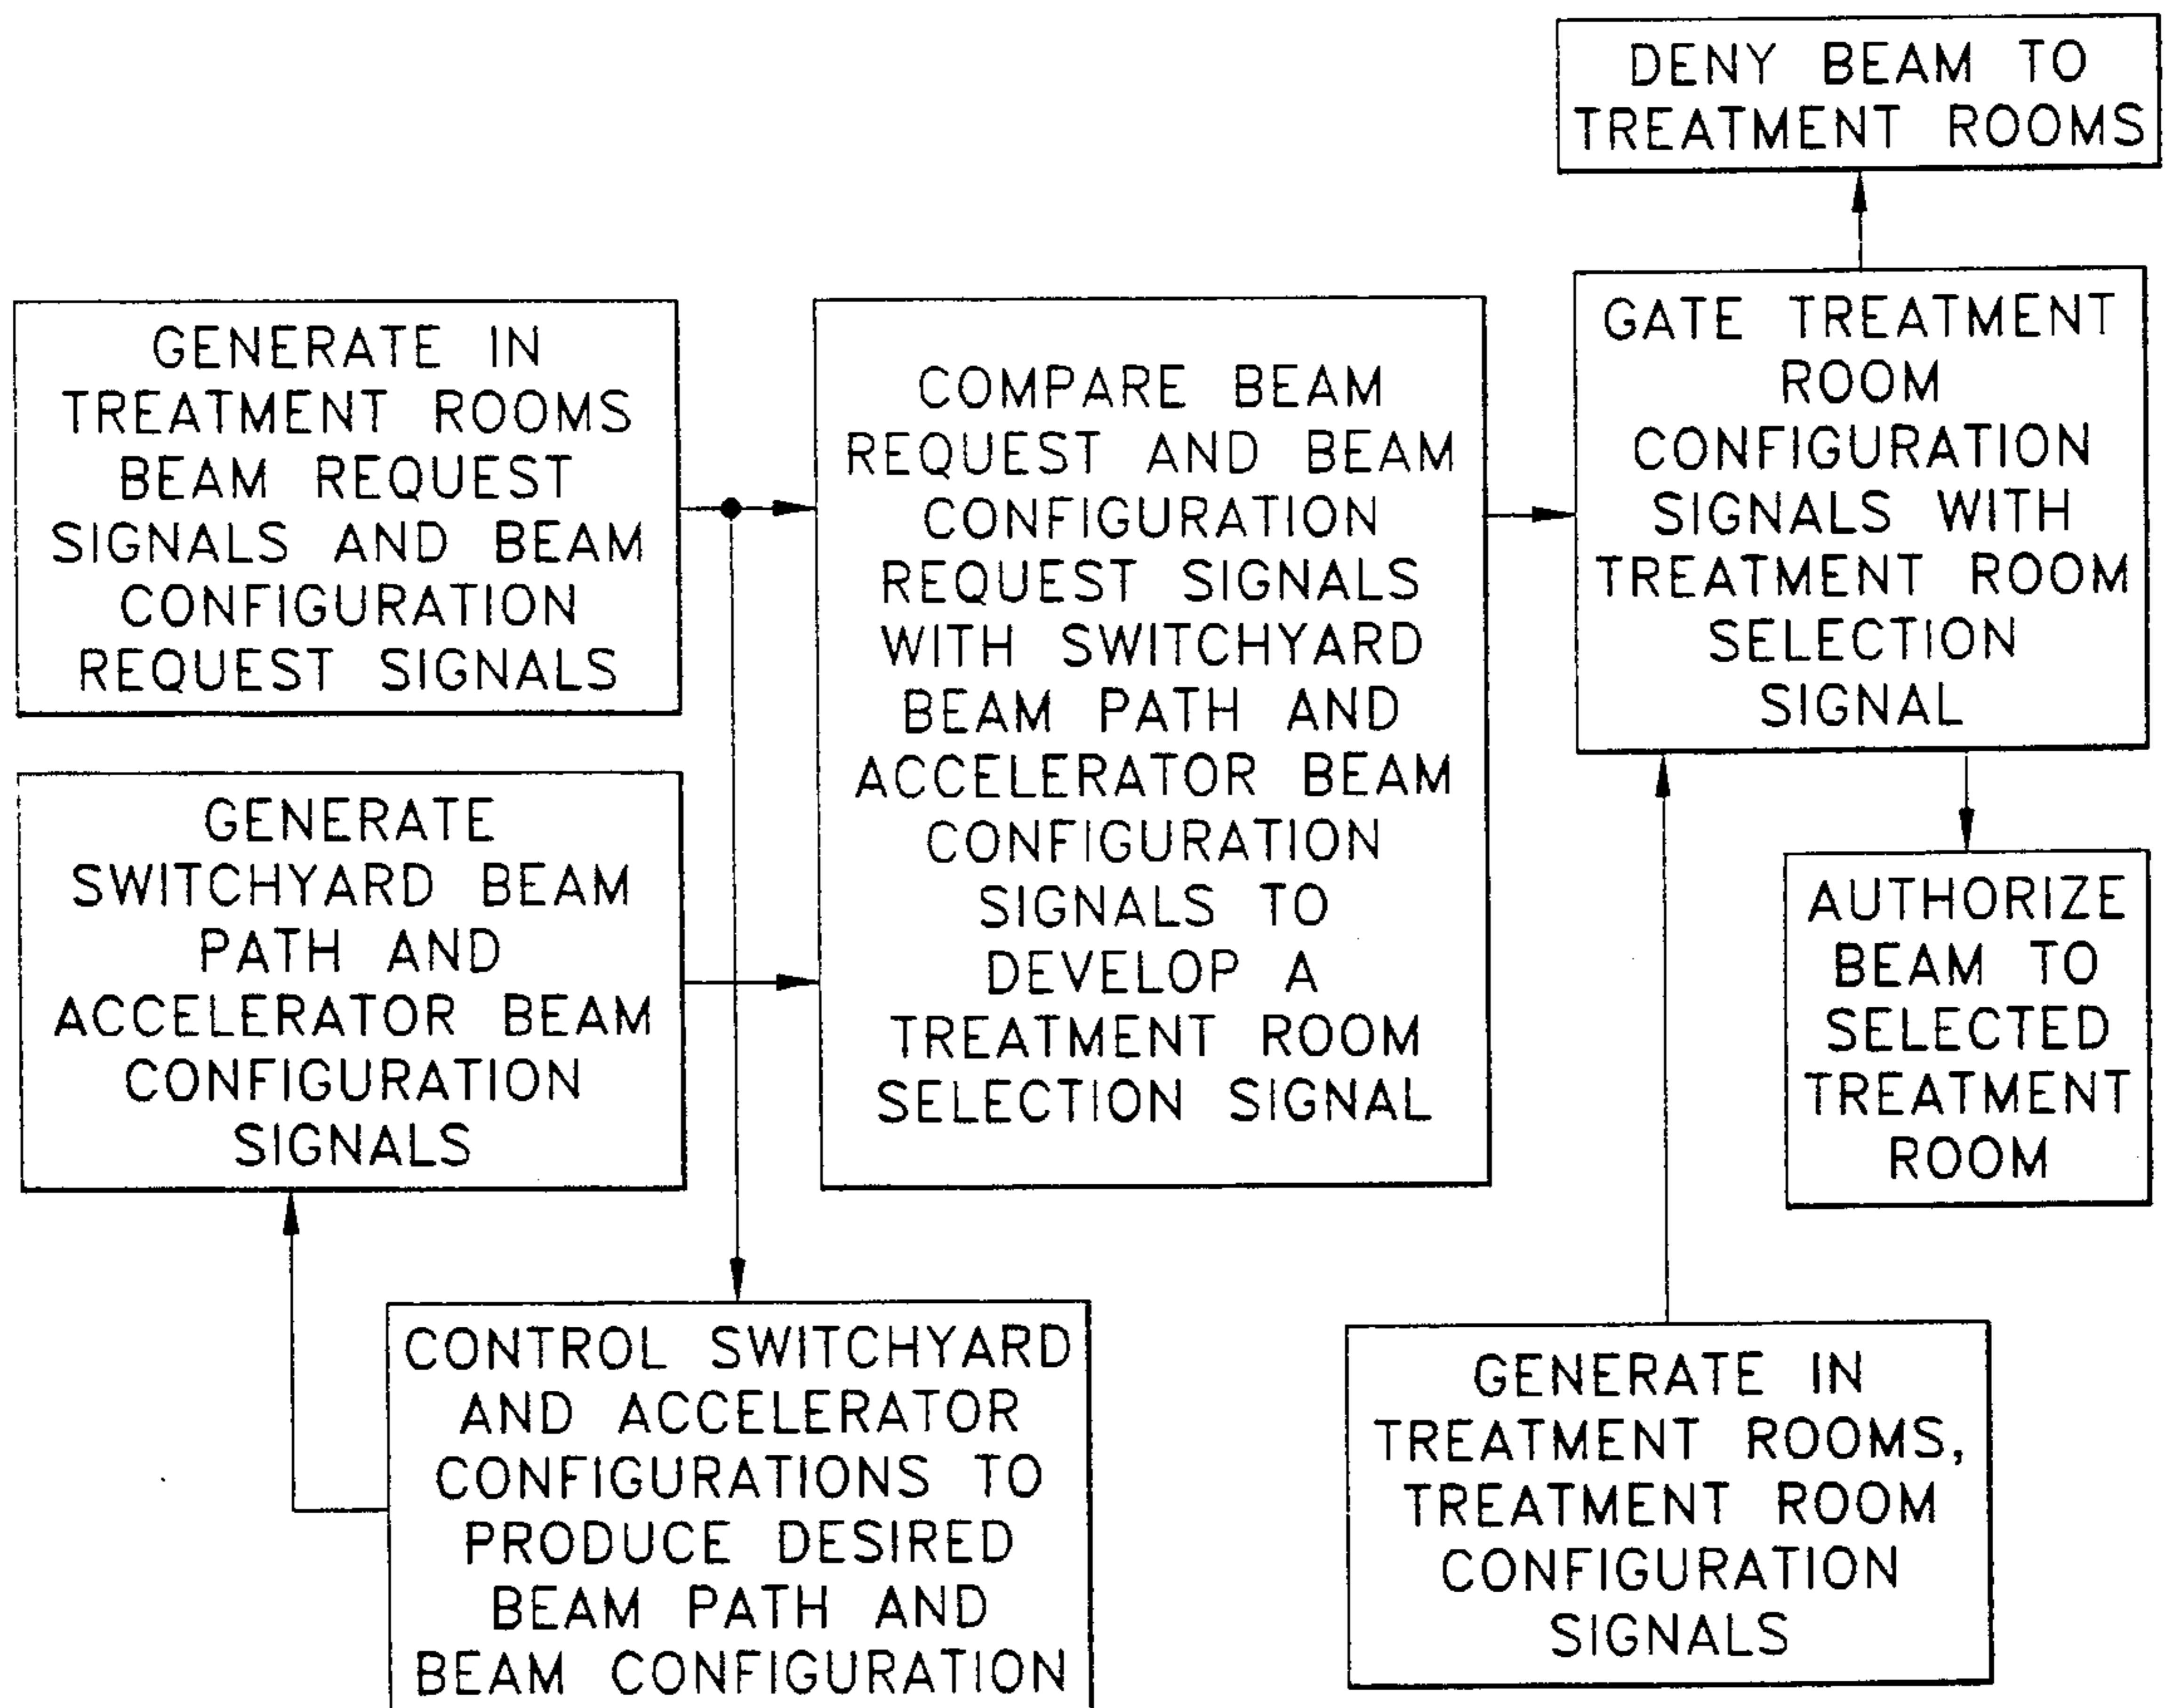 DENY BEAM TO
TREATMENT ROOMS
GENERATE IN
TREATMENT ROOMS
BEAM REQUEST
SIGNALS AND BEAM
CONFIGURATION
REQUEST SIGNALS
COMPARE BEAM
REQUEST AND BEAM
CONFIGURATION
REQUEST SIGNALS
WITH SWITCHYARD
BEAM PATH AND
ACCELERATOR BEAM
CONFIGURATION
SIGNALS TO
DEVELOP A
TREATMENT ROOM
SELECTION SIGNAL
GATE TREATMENT
ROOM
CONFIGURATION
SIGNALS WITH
TREATMENT ROOM
SELECTION
SIGNAL
GENERATE
SWITCHYARD BEAM
PATH AND
ACCELERATOR BEAM
CONFIGURATION
SIGNALS
AUTHORIZE
BEAM TO
SELECTED
TREATMENT
ROOM
CONTROL SWITCHYARD
AND ACCELERATOR
CONFIGURATIONS TO
PRODUCE DESIRED
BEAM PATH AND
BEAM CONFIGURATION
GENERATE IN
TREATMENT ROOMS,
TREATMENT ROOM
CONFIGURATION
SIGNALS